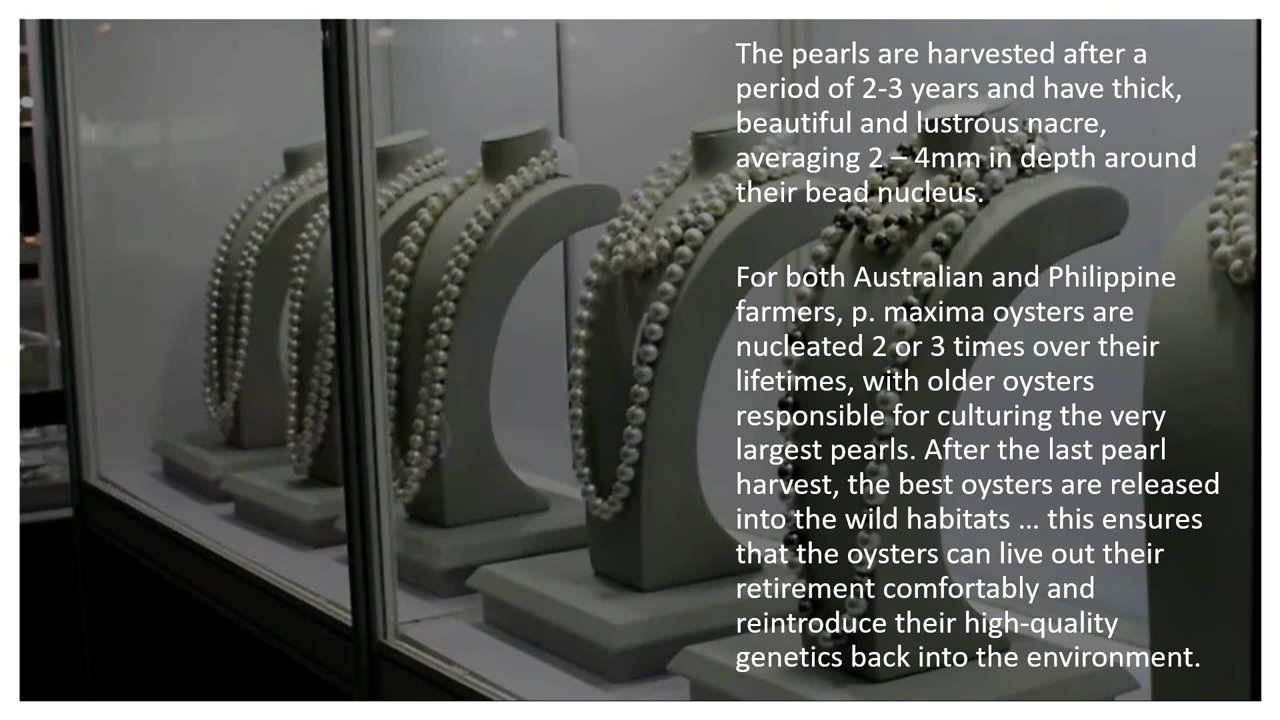 The pearls are harvested after a
period of 2-3 years and have thick,
beautiful and lustrous nacre,
averaging 2 – 4mm in depth around
their bead nucleus.
For both Australian and Philippine
farmers, p. maxima oysters are
nucleated 2 or 3 times over their
lifetimes, with older oysters
responsible for culturing the very
largest pearls. After the last pearl
harvest, the best oysters are released
into the wild habitats ... this ensures
that the oysters can live out their
retirement comfortably and
reintroduce their high-quality
genetics back into the environment.